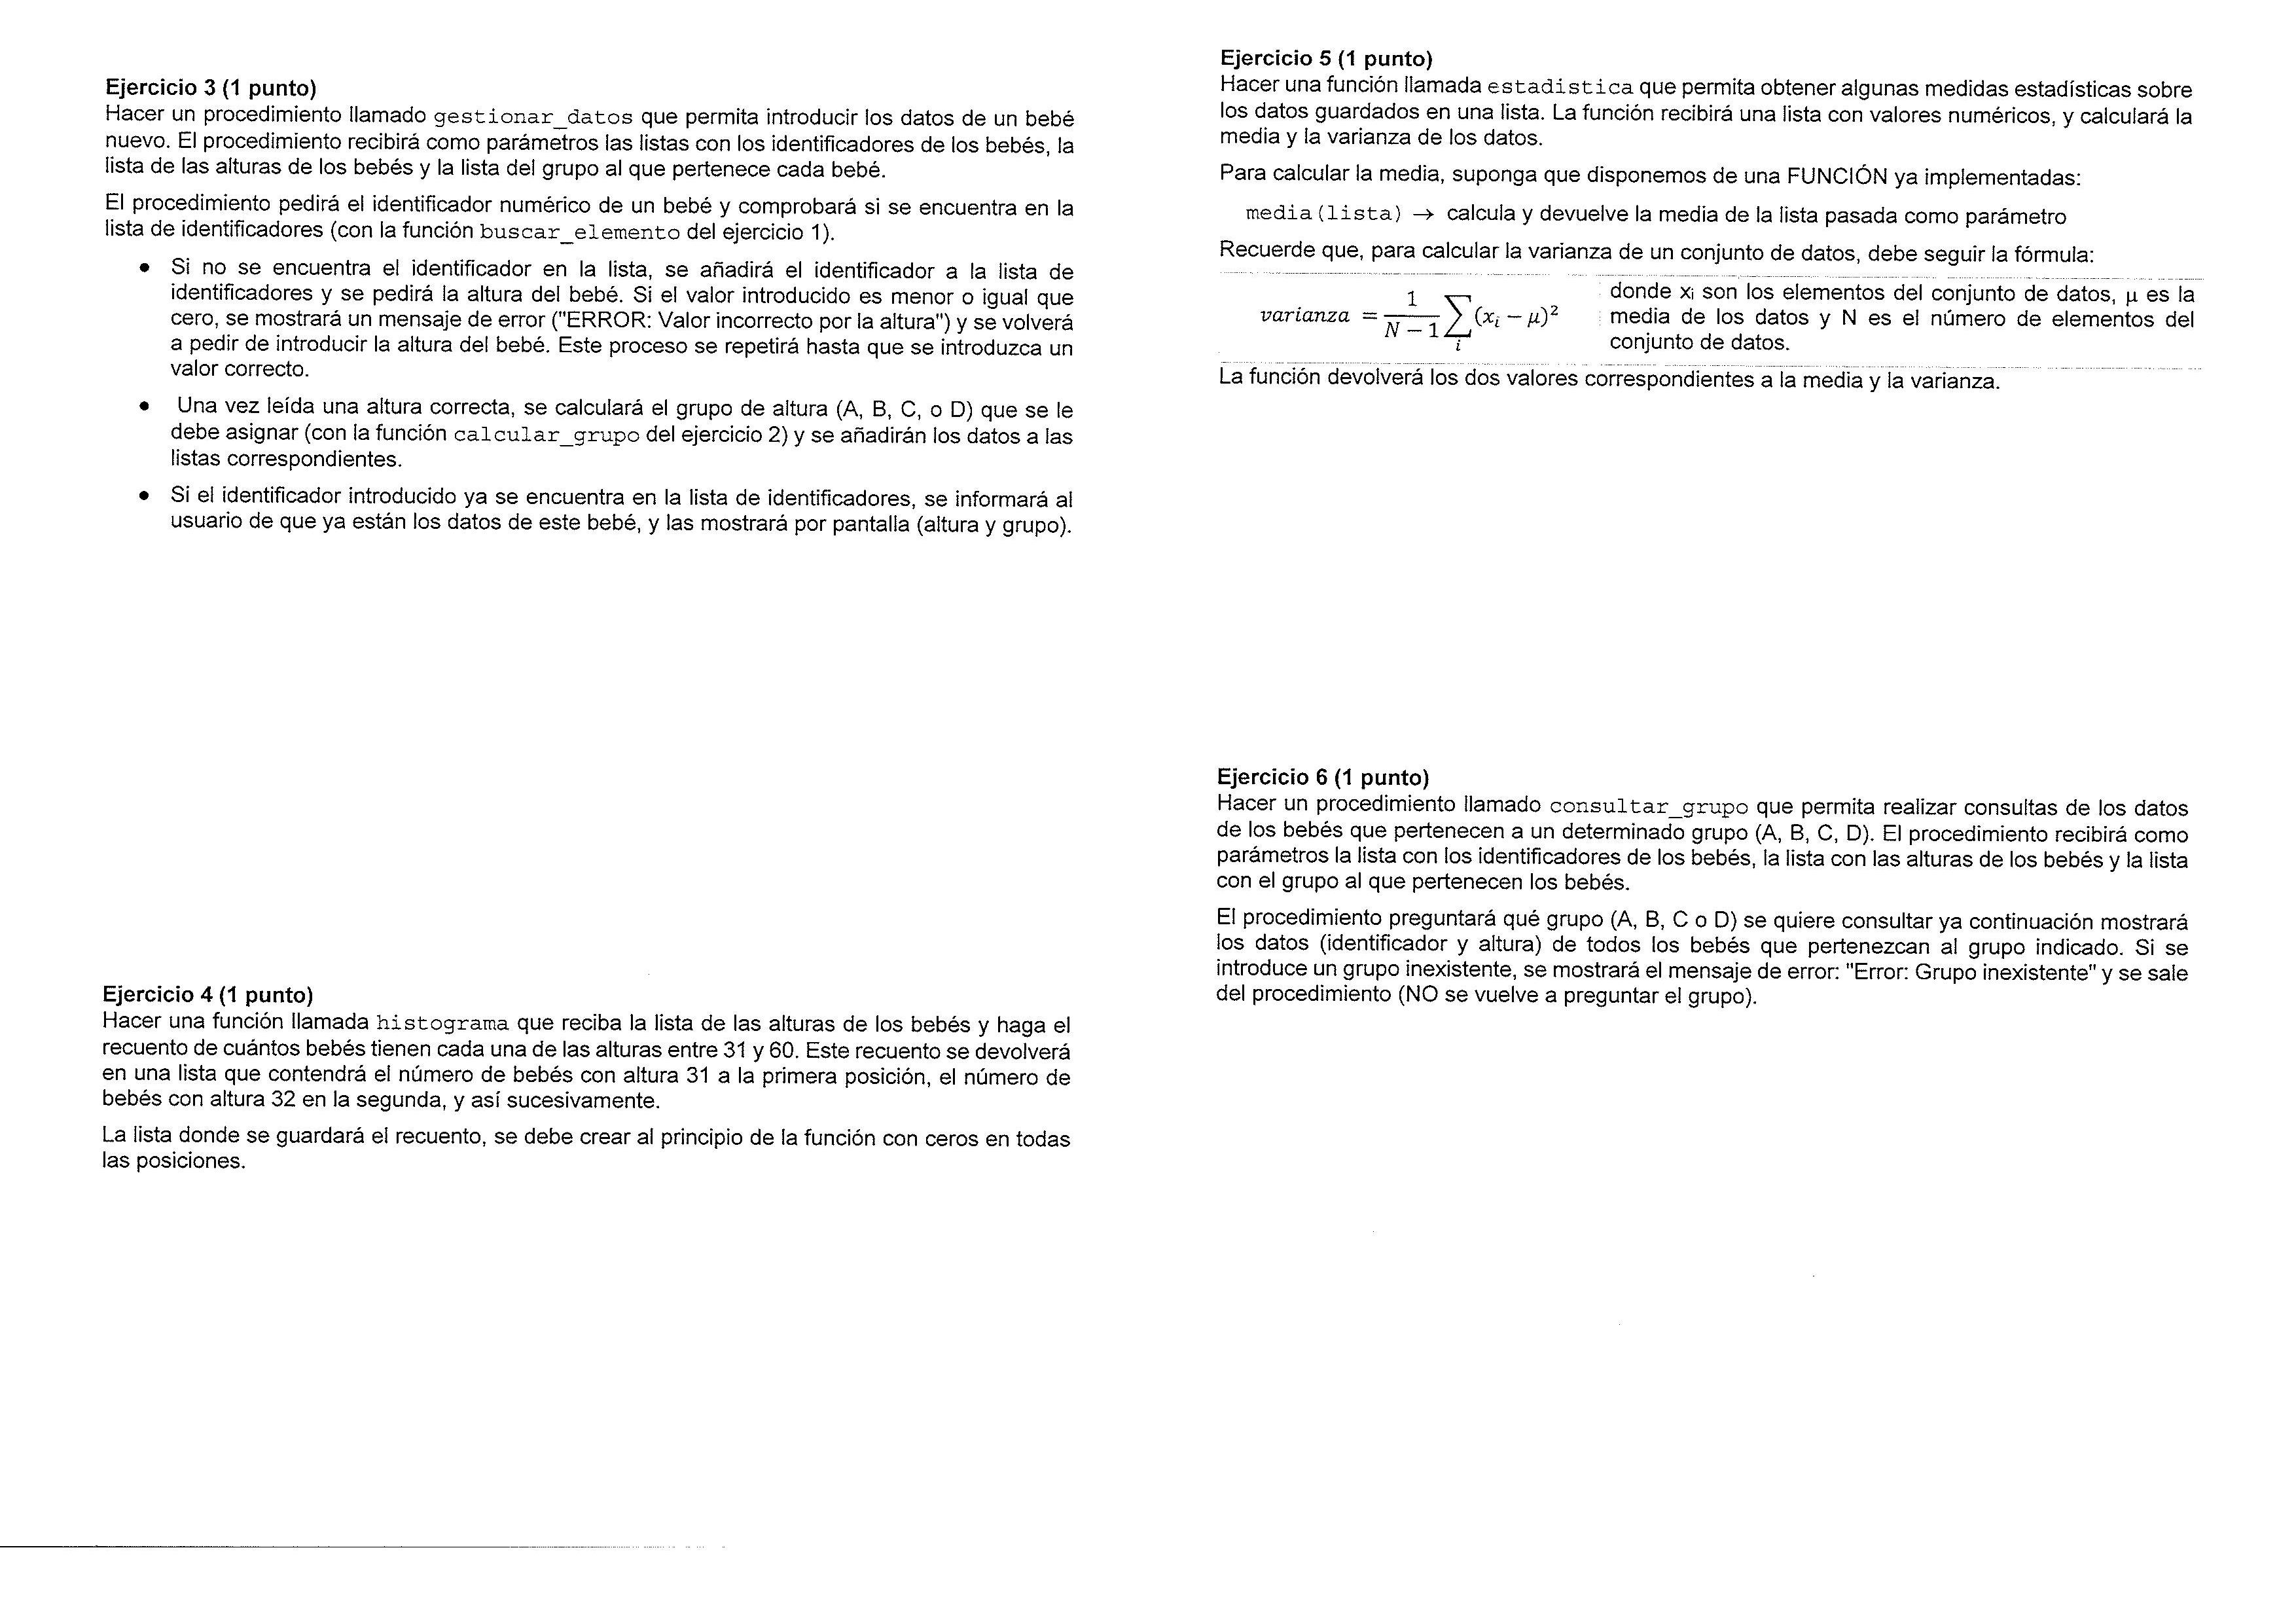 Ejercicio 3 (1 punto)
Hacer un procedimiento llamado gestionar_datos que permita introducir los datos de un bebé
nuevo. El procedimiento recibirá como parámetros las listas con los identificadores de los bebés, la
lista de las alturas de los bebés y la lista del grupo al que pertenece cada bebé.
El procedimiento pedirá el identificador numérico de un bebé y comprobará si se encuentra en la
lista de identificadores (con la función buscar_elemento del ejercicio 1).
• Si no se encuentra el identificador en la lista, se añadirá el identificador a la lista de
identificadores y se pedirá la altura del bebé. Si el valor introducido es menor o igual que
cero, se mostrará un mensaje de error ("ERROR: Valor incorrecto por la altura") y se volverá
a pedir de introducir la altura del bebé. Este proceso se repetirá hasta que se introduzca un
valor correcto.
• Una vez leída una altura correcta, se calculará el grupo de altura (A, B, C, o D) que se le
debe asignar (con la función calcular_grupo del ejercicio 2) y se añadirán los datos a las
listas correspondientes.
• Si el identificador introducido ya se encuentra en la lista de identificadores, se informará al
usuario de que ya están los datos de este bebé, y las mostrará por pantalla (altura y grupo).
Ejercicio 4 (1 punto)
Hacer una función llamada histograma que reciba la lista de las alturas de los bebés y haga el
recuento de cuántos bebés tienen cada una de las alturas entre 31 y 60. Este recuento se devolverá
en una lista que contendrá el número de bebés con altura 31 a la primera posición, el número de
bebés con altura 32 en la segunda, y así sucesivamente.
La lista donde se guardará el recuento, se debe crear al principio de la función con ceros en todas
las posiciones.
Ejercicio 5 (1 punto)
Hacer una función llamada estadistica que permita obtener algunas medidas estadísticas sobre
los datos guardados en una lista. La función recibirá una lista con valores numéricos, y calculará la
media y la varianza de los datos.
Para calcular la media, suponga que disponemos de una FUNCIÓN ya implementadas:
media(lista) → calcula y devuelve la media de la lista pasada como parámetro
Recuerde que, para calcular la varianza de un conjunto de datos, debe seguir la fórmula:
varianza = 1/(N − 1) ∑i (xi − μ)²
donde xi son los elementos del conjunto de datos, μ es la
media de los datos y N es el número de elementos del
conjunto de datos.
La función devolverá los dos valores correspondientes a la media y la varianza.
Ejercicio 6 (1 punto)
Hacer un procedimiento llamado consultar_grupo que permita realizar consultas de los datos
de los bebés que pertenecen a un determinado grupo (A, B, C, D). El procedimiento recibirá como
parámetros la lista con los identificadores de los bebés, la lista con las alturas de los bebés y la lista
con el grupo al que pertenecen los bebés.
El procedimiento preguntará qué grupo (A, B, C o D) se quiere consultar ya continuación mostrará
los datos (identificador y altura) de todos los bebés que pertenezcan al grupo indicado. Si se
introduce un grupo inexistente, se mostrará el mensaje de error: "Error: Grupo inexistente" y se sale
del procedimiento (NO se vuelve a preguntar el grupo).